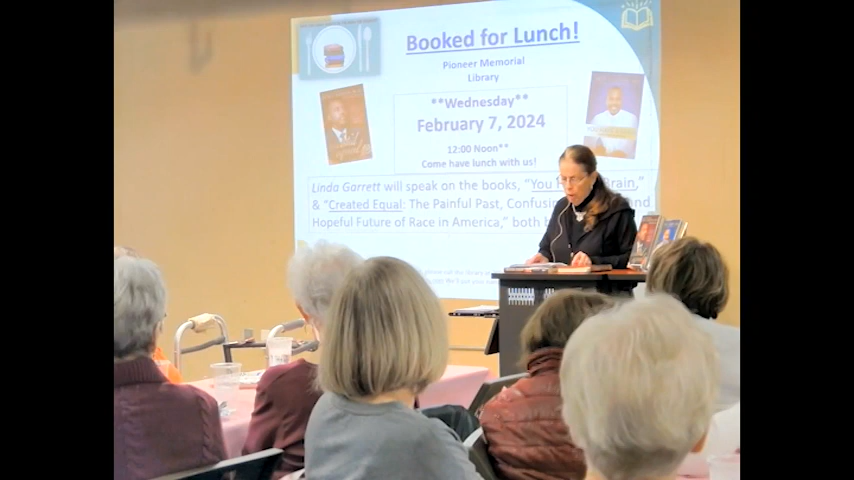 Booked for Lunch!
Pioneer Memorial
Library
**Wednesday**
February 7, 2024
12:00 Noon**
Come have lunch with us!
Linda Garrett will speak on the books, "You Brain,"
& "Created Equal: The Painful Past, and
Hopeful Future of Race in America," both